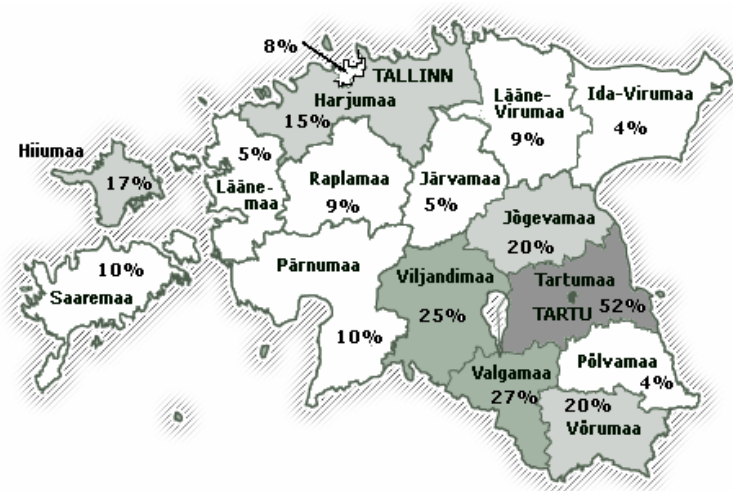 8%
TALLINN
Harjumaa
15%
Lääne-
Virumaa
9%
Ida-Virumaa
4%
Hiiumaa
17%
5%
Lääne-
maa
Raplamaa
9%
Järvamaa
5%
Jõgevamaa
20%
Saaremaa
10%
Pärnumaa
10%
Viljandimaa
25%
Tartumaa
52%
TARTU
Valgamaa
27%
Põlvamaa
4%
20%
Võrumaa